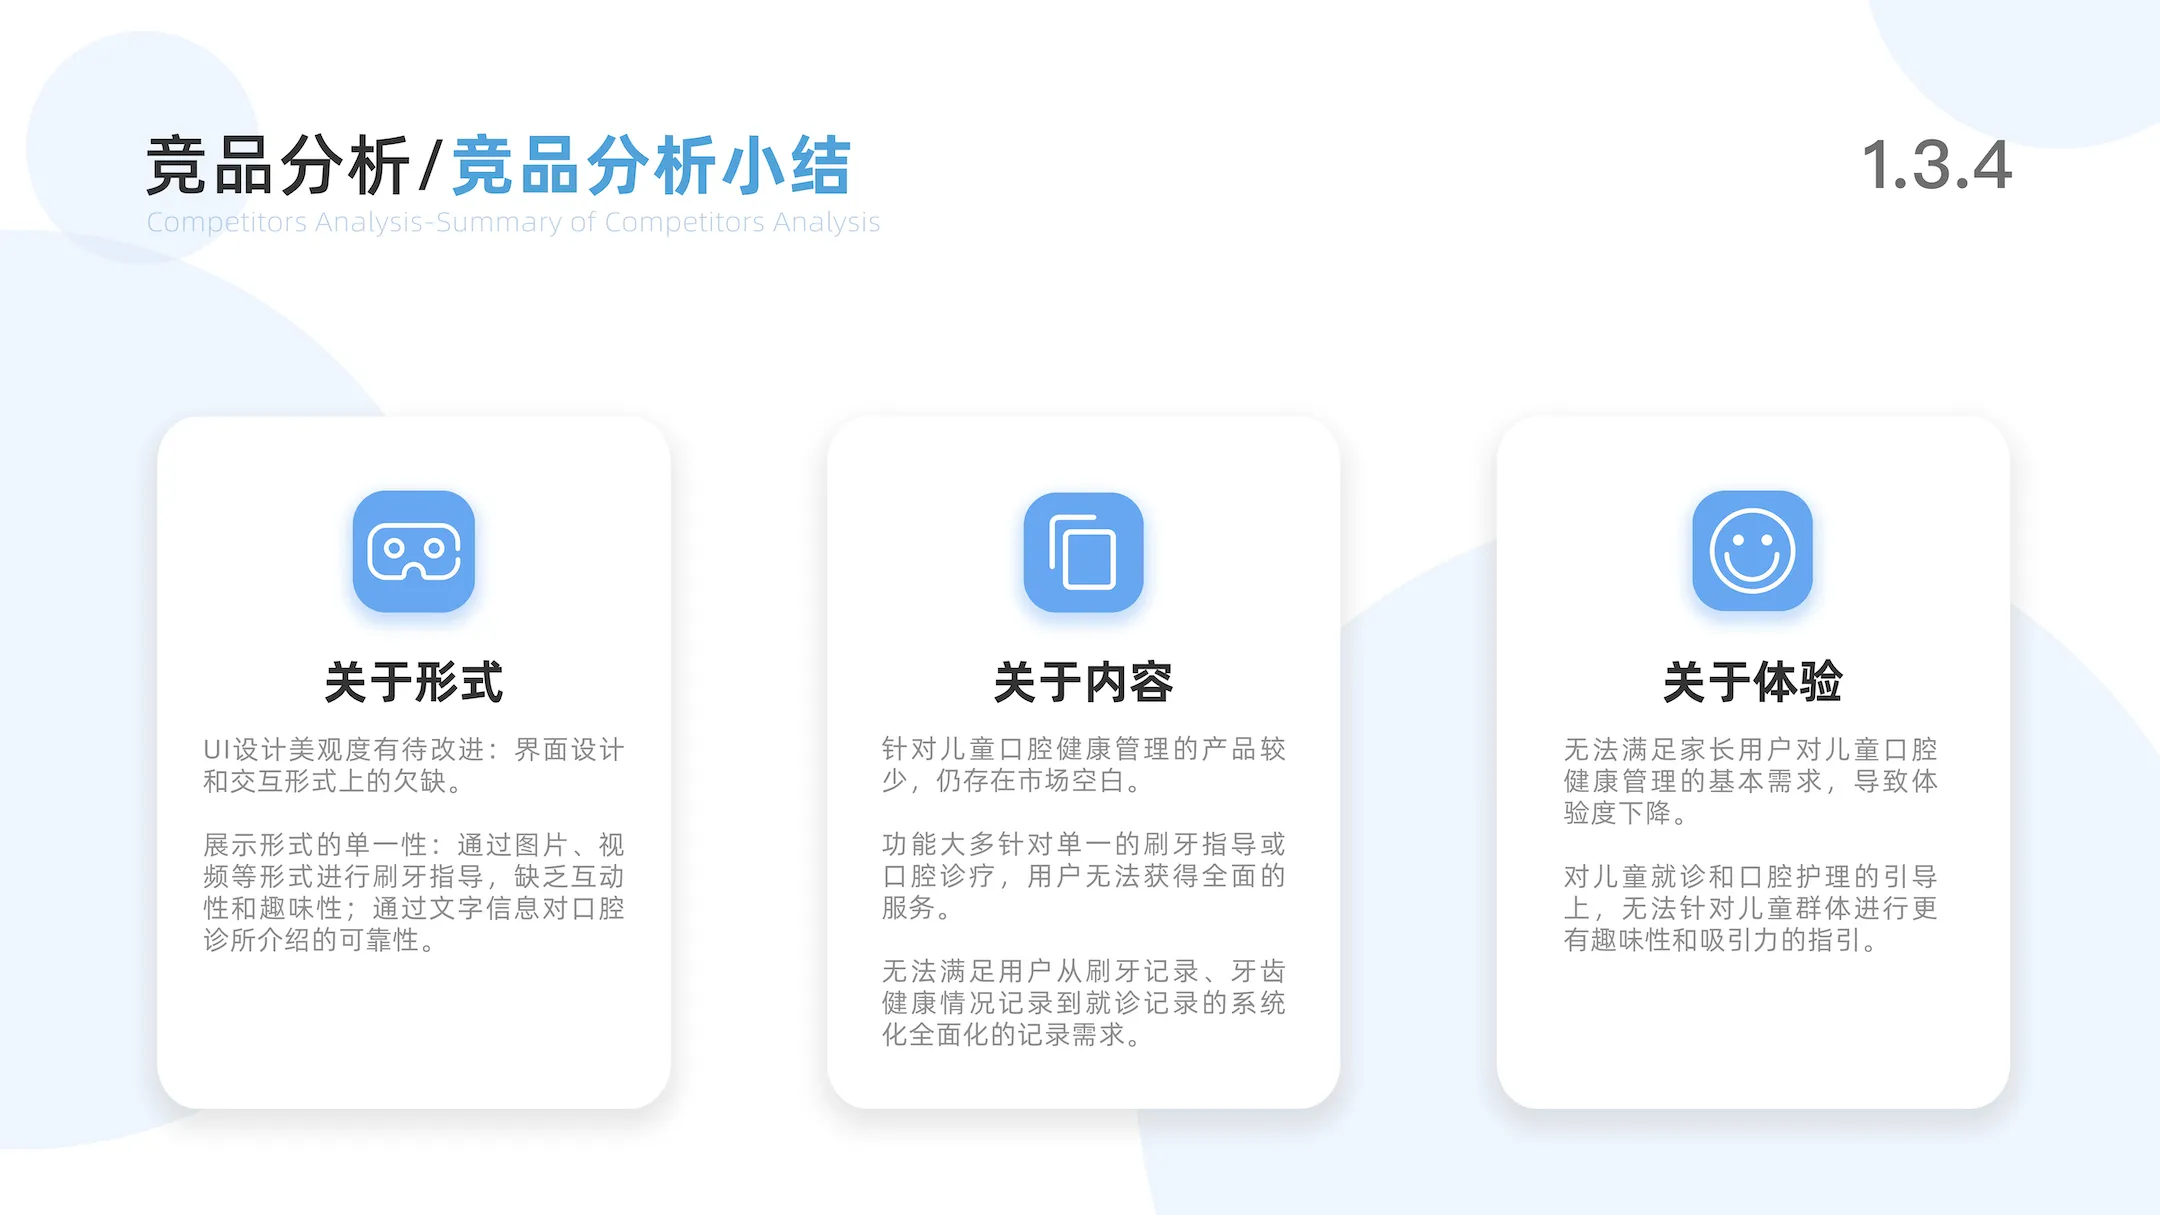 竞品分析/竞品分析小结
Competitors Analysis-Summary of Competitors Analysis
1.3.4
关于形式
UI设计美观度有待改进：界面设计
和交互形式上的欠缺。
展示形式的单一性：通过图片、视
频等形式进行刷牙指导，缺乏互动
性和趣味性；通过文字信息对口腔
诊所介绍的可靠性。
关于内容
针对儿童口腔健康管理的产品较
少，仍存在市场空白。
功能大多针对单一的刷牙指导或
口腔诊疗，用户无法获得全面的
服务。
无法满足用户从刷牙记录、牙齿
健康情况记录到就诊记录的系统
化全面化的记录需求。
关于体验
无法满足家长用户对儿童口腔
健康管理的基本需求，导致体
验度下降。
对儿童就诊和口腔护理的引导
上，无法针对儿童群体进行更
有趣味性和吸引力的指引。